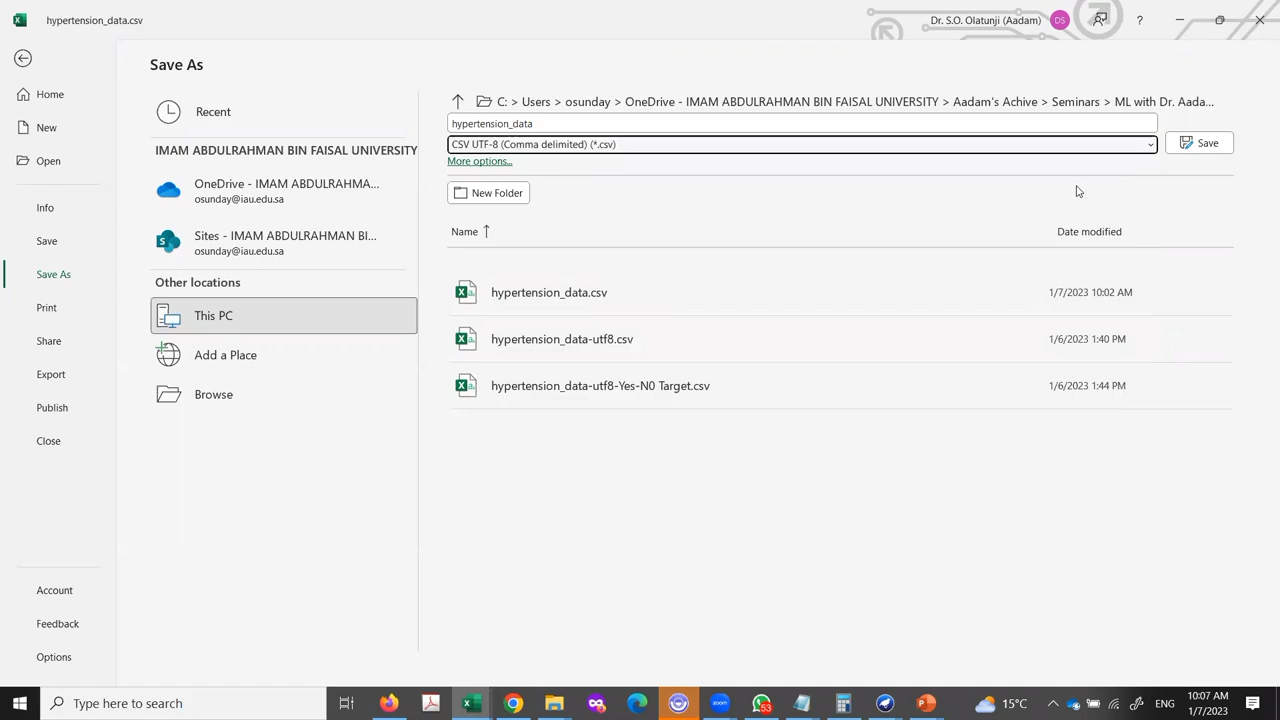 hypertension_data.csv
Dr. S.O. Olatunji (Aadam)
DS
?
Save As
Home
New
Open
Info
Save
Save As
Print
Share
Export
Publish
Close
Account
Feedback
Options
Recent
IMAM ABDULRAHMAN BIN FAISAL UNIVERSITY
OneDrive - IMAM ABDULRAHMA...
osunday@iau.edu.sa
Sites - IMAM ABDULRAHMAN BI...
osunday@iau.edu.sa
Other locations
This PC
Add a Place
Browse
C: > Users > osunday > OneDrive - IMAM ABDULRAHMAN BIN FAISAL UNIVERSITY > Aadam's Achive > Seminars > ML with Dr. Aada...
hypertension_data
CSV UTF-8 (Comma delimited) (*.csv)
Save
More options...
New Folder
Name Date modified
hypertension_data.csv 1/7/2023 10:02 AM
hypertension_data-utf8.csv 1/6/2023 1:40 PM
hypertension_data-utf8-Yes-N0 Target.csv 1/6/2023 1:44 PM
Type here to search
zoom
53
15°C
ENG
10:07 AM
1/7/2023